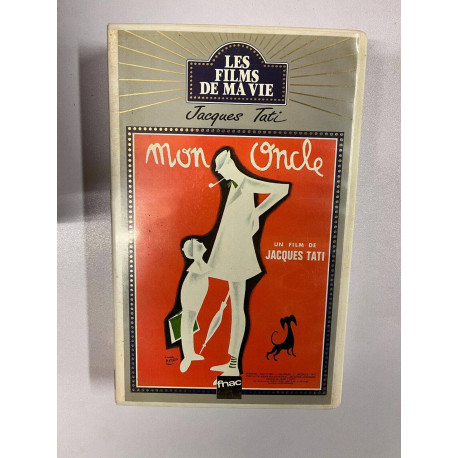 LES
FILMS
DE MA VIE
Jacques Tati
mon oncle
UN FILM DE
JACQUES TATI
fnac